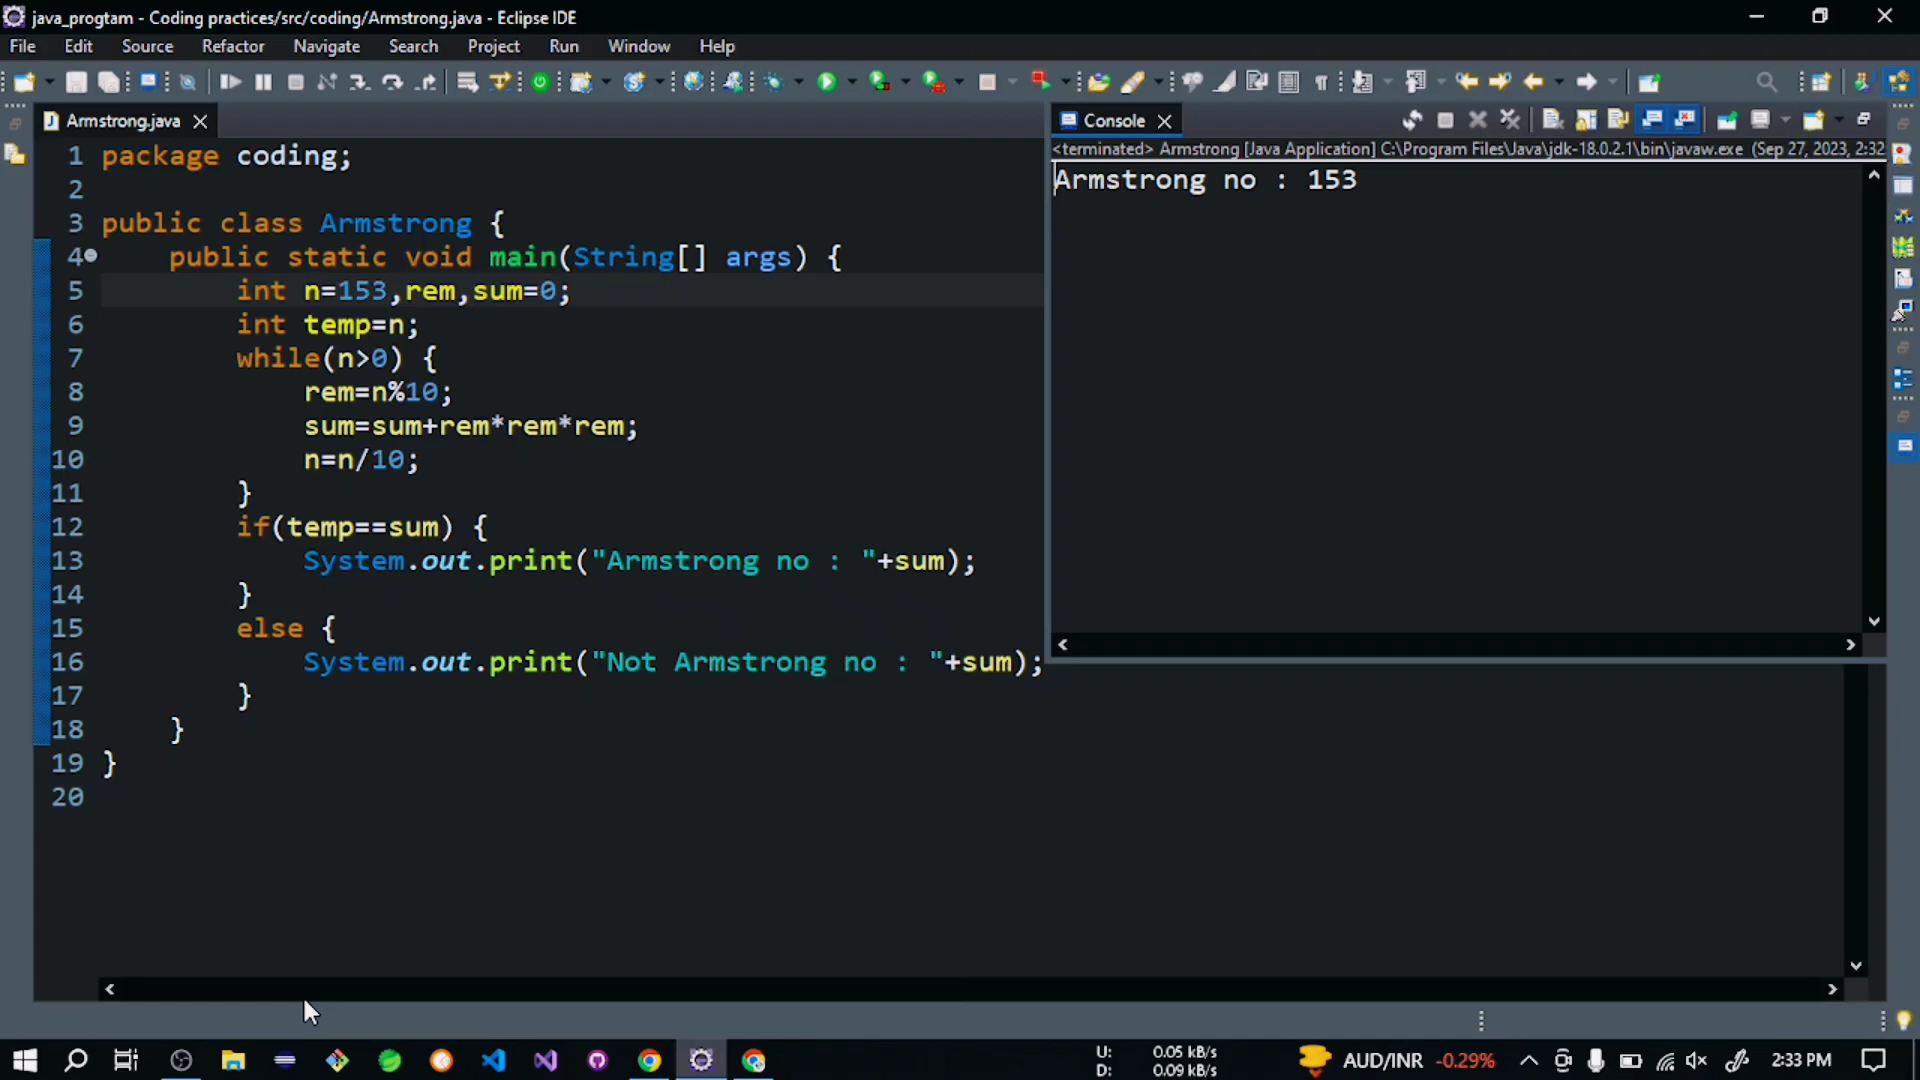 java_progtam - Coding practices/src/coding/Armstrong.java - Eclipse IDE
File Edit Source Refactor Navigate Search Project Run Window Help
Armstrong.java
1 package coding;
2
3 public class Armstrong {
4 public static void main(String[] args) {
5 int n=153,rem,sum=0;
6 int temp=n;
7 while(n>0) {
8 rem=n%10;
9 sum=sum+rem*rem*rem;
10 n=n/10;
11 }
12 if(temp==sum) {
13 System.out.print("Armstrong no : "+sum);
14 }
15 else {
16 System.out.print("Not Armstrong no : "+sum);
17 }
18 }
19 }
20
Console
<terminated> Armstrong [Java Application] C:\Program Files\Java\jdk-18.0.2.1\bin\javaw.exe (Sep 27, 2023, 2:32
Armstrong no : 153
U: 0.05 kB/s
D: 0.09 kB/s
AUD/INR -0.29%
2:33 PM